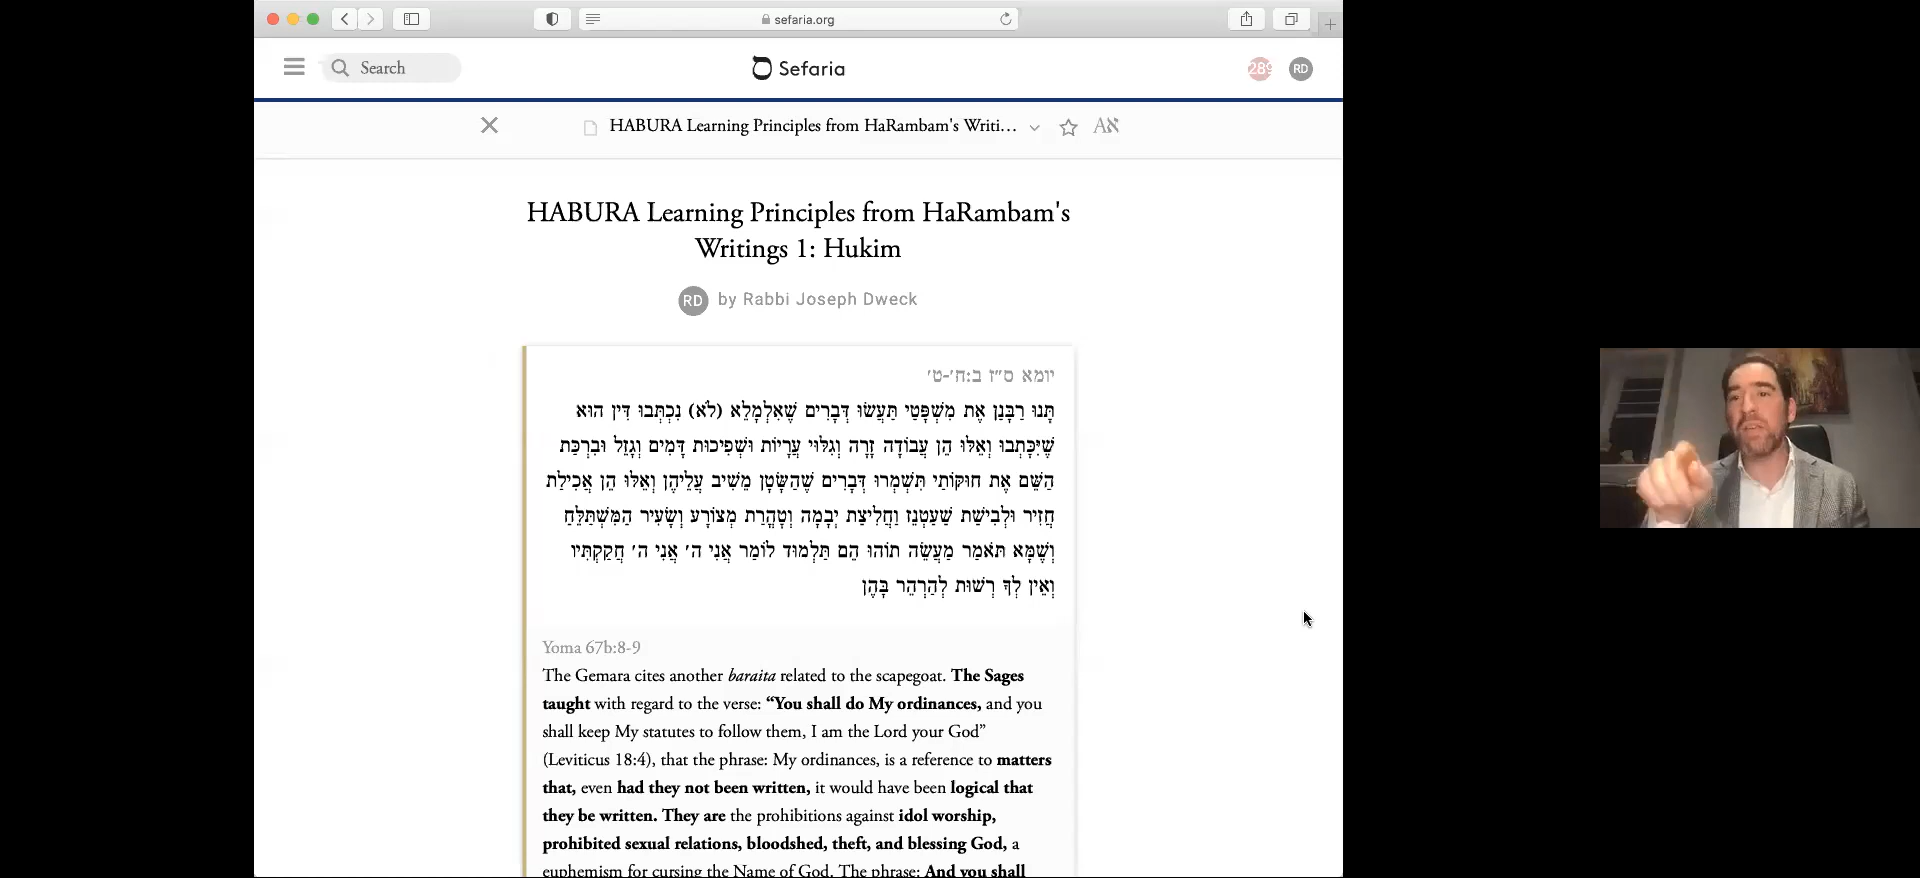 sefaria.org
Search
Sefaria
289
RD
HABURA Learning Principles from HaRambam's Writi…
Aא
HABURA Learning Principles from HaRambam's
Writings 1: Hukim
RD by Rabbi Joseph Dweck
יומא ס״ז ב:ח׳-ט׳
תָּנוּ רַבָּנַן אֶת מִשְׁפָּטַי תַּעֲשׂוּ דְּבָרִים שֶׁאִלְמָלֵא (לֹא) נִכְתְּבוּ דִּין הוּא
שֶׁיִּכָּתְבוּ וְאֵלּוּ הֵן עֲבוֹדָה זָרָה וְגִלּוּי עֲרָיוֹת וּשְׁפִיכוּת דָּמִים וְגָזֵל וּבִרְכַּת
הַשֵּׁם אֶת חוּקּוֹתַי תִּשְׁמְרוּ דְּבָרִים שֶׁהַשָּׂטָן מֵשִׁיב עֲלֵיהֶן וְאֵלּוּ הֵן אֲכִילַת
חֲזִיר וּלְבִישַׁת שַׁעַטְנֵז וַחֲלִיצַת יְבָמָה וְטׇהֳרַת מְצוֹרָע וְשָׂעִיר הַמִּשְׁתַּלֵּחַ
וְשֶׁמָּא תֹּאמַר מַעֲשֵׂה תוֹהוּ הֵם תַּלְמוּד לוֹמַר אֲנִי ה׳ אֲנִי ה׳ חֲקַקְתִּיו
וְאֵין לְךָ רְשׁוּת לְהַרְהֵר בָּהֶן
Yoma 67b:8-9
The Gemara cites another baraita related to the scapegoat. The Sages
taught with regard to the verse: “You shall do My ordinances, and you
shall keep My statutes to follow them, I am the Lord your God”
(Leviticus 18:4), that the phrase: My ordinances, is a reference to matters
that, even had they not been written, it would have been logical that
they be written. They are the prohibitions against idol worship,
prohibited sexual relations, bloodshed, theft, and blessing God, a
euphemism for cursing the Name of God. The phrase: And you shall